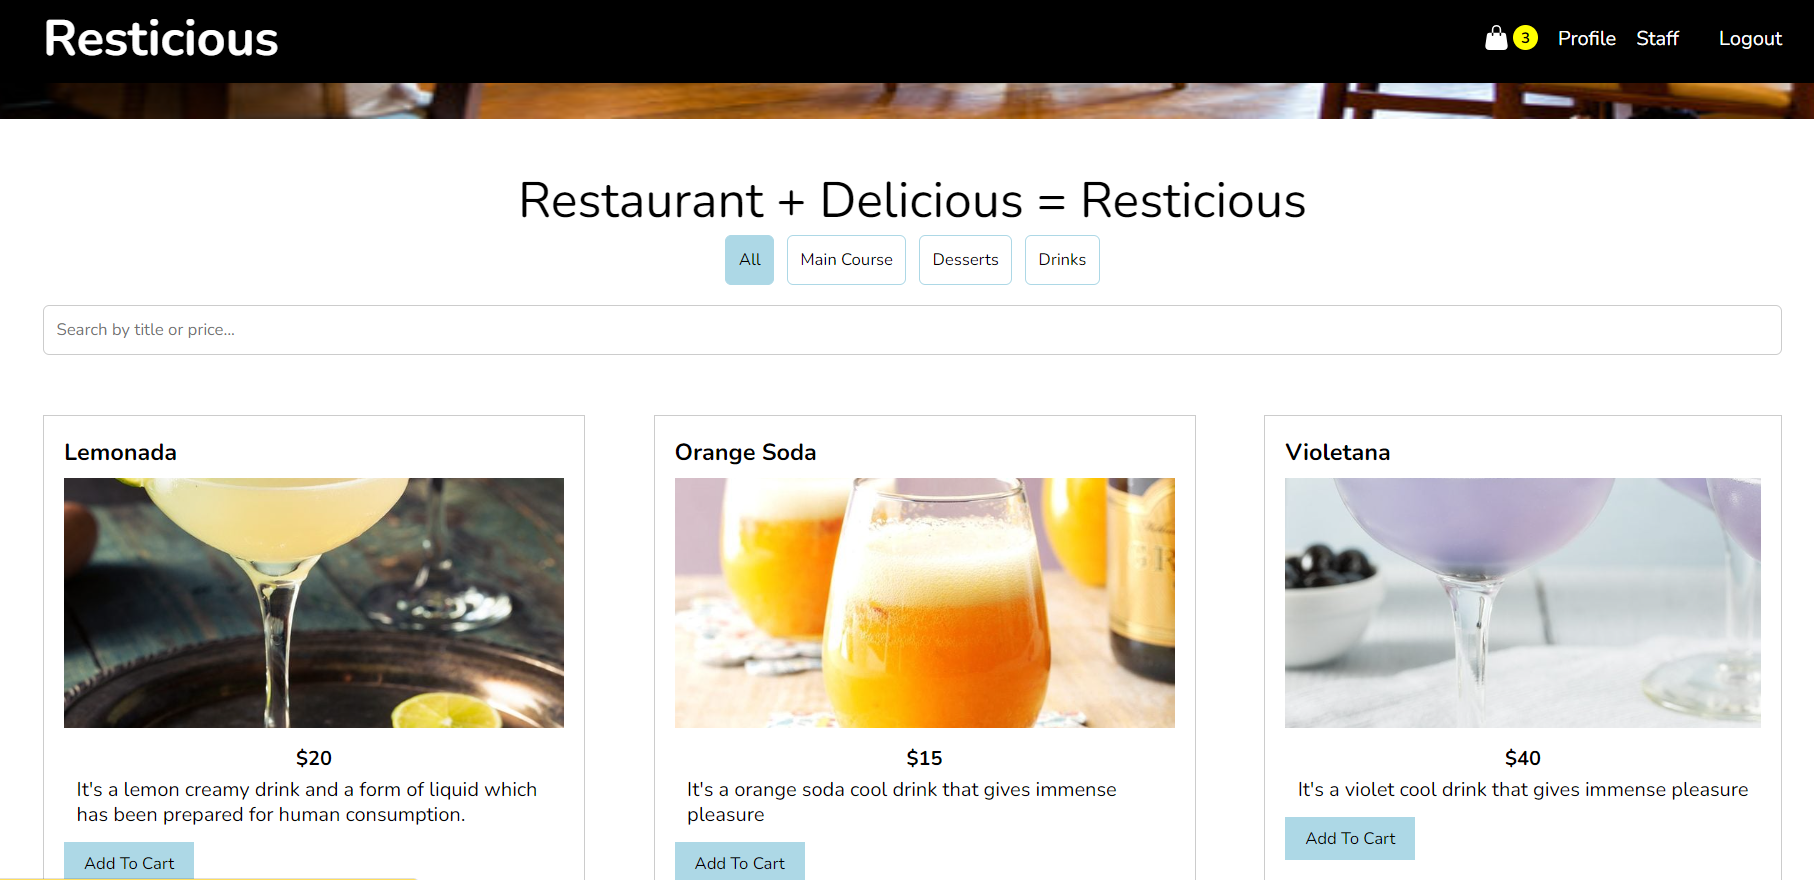 Resticious
3 Profile Staff Logout
Restaurant + Delicious = Resticious
All Main Course Desserts Drinks
Search by title or price...
Lemonada
$20
It's a lemon creamy drink and a form of liquid which
has been prepared for human consumption.
Add To Cart
Orange Soda
$15
It's a orange soda cool drink that gives immense
pleasure
Add To Cart
Violetana
$40
It's a violet cool drink that gives immense pleasure
Add To Cart